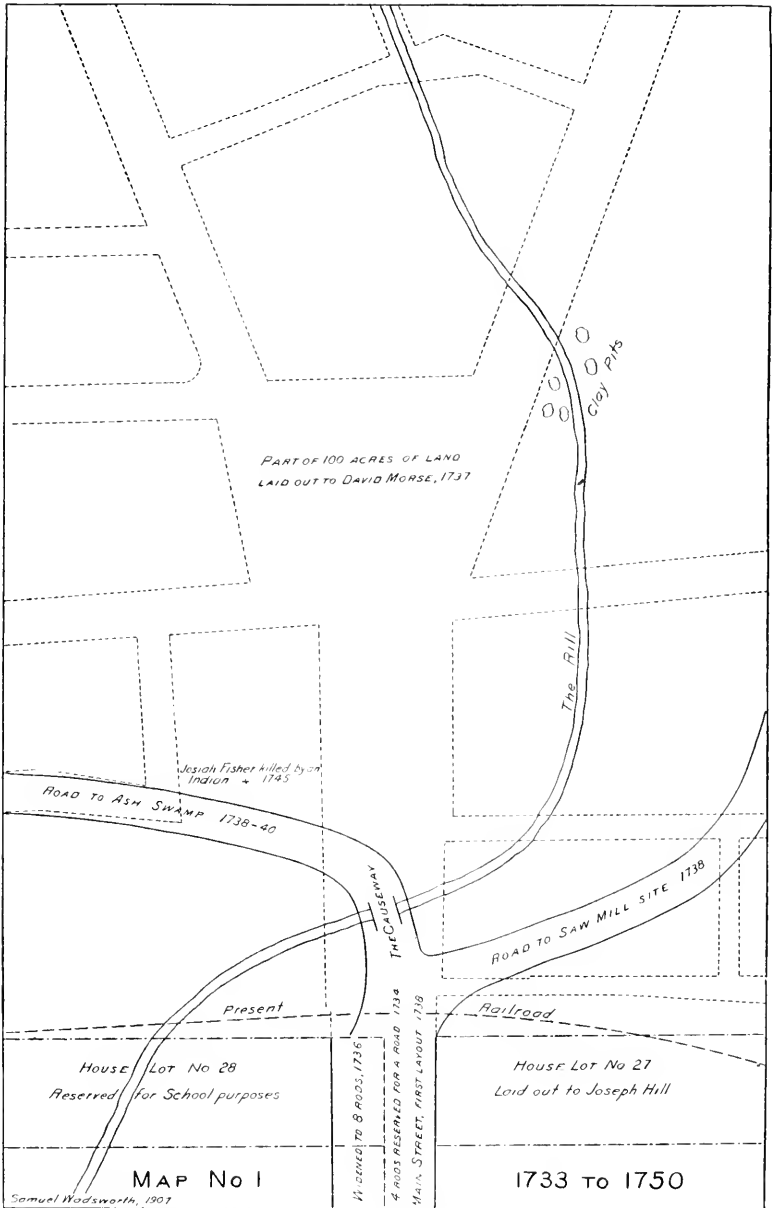 Clay Pits
PART OF 100 ACRES OF LAND
LAID OUT TO DAVID MORSE, 1737
The Rill
Josiah Fisher killed by an
Indian + 1745
ROAD TO ASH SWAMP 1738-40
THE CAUSEWAY
ROAD TO SAW MILL SITE 1738
Present Railroad
HOUSE LOT No 28
Reserved for School purposes
WIDENED TO 8 RODS, 1736
4 RODS RESERVED FOR A ROAD 1734
MAIN STREET, FIRST LAYOUT 1738
HOUSE LOT No 27
Laid out to Joseph Hill
MAP No 1
1733 TO 1750
Samuel Wadsworth, 1907